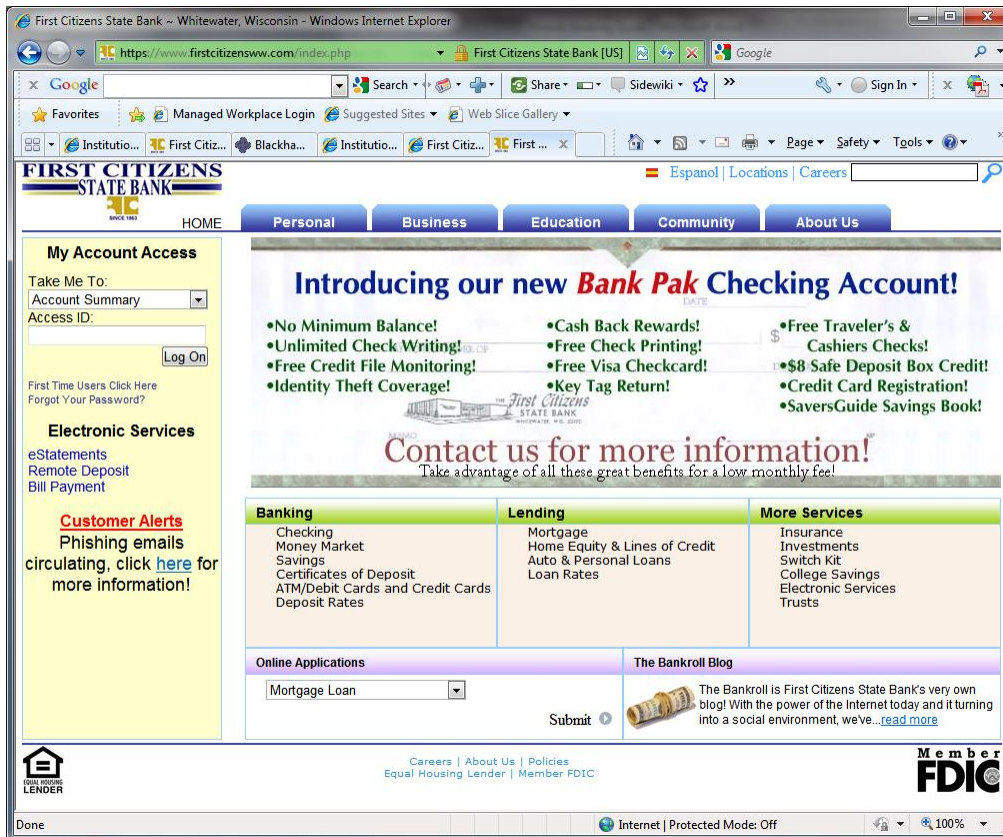 First Citizens State Bank ~ Whitewater, Wisconsin - Windows Internet Explorer
https://www.firstcitizensww.com/index.php
First Citizens State Bank [US]
Google
x Google Search Share Sidewiki » Sign In x
Favorites Managed Workplace Login Suggested Sites Web Slice Gallery
Institutio... First Citiz... Blackha... Institutio... First Citiz... First ... x Page Safety Tools
FIRST CITIZENS
STATE BANK
SINCE 1863
HOME
Espanol | Locations | Careers
Personal Business Education Community About Us
My Account Access
Take Me To:
Account Summary
Access ID:
Log On
First Time Users Click Here
Forgot Your Password?
Electronic Services
eStatements
Remote Deposit
Bill Payment
Customer Alerts
Phishing emails
circulating, click here for
more information!
Introducing our new Bank Pak Checking Account!
•No Minimum Balance!
•Unlimited Check Writing!
•Free Credit File Monitoring!
•Identity Theft Coverage!
•Cash Back Rewards!
•Free Check Printing!
•Free Visa Checkcard!
•Key Tag Return!
•Free Traveler's &
Cashiers Checks!
•$8 Safe Deposit Box Credit!
•Credit Card Registration!
•SaversGuide Savings Book!
DATE
$
THE First Citizens
STATE BANK
MEMO
Contact us for more information!
Take advantage of all these great benefits for a low monthly fee!
Banking
Checking
Money Market
Savings
Certificates of Deposit
ATM/Debit Cards and Credit Cards
Deposit Rates
Lending
Mortgage
Home Equity & Lines of Credit
Auto & Personal Loans
Loan Rates
More Services
Insurance
Investments
Switch Kit
College Savings
Electronic Services
Trusts
Online Applications
Mortgage Loan
Submit
The Bankroll Blog
The Bankroll is First Citizens State Bank's very own
blog! With the power of the Internet today and it turning
into a social environment, we've...read more
EQUAL HOUSING
LENDER
Careers | About Us | Policies
Equal Housing Lender | Member FDIC
Member
FDIC
Done
Internet | Protected Mode: Off
100%